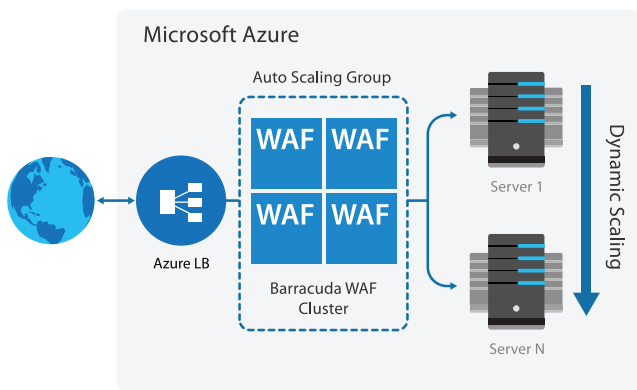 Microsoft Azure
Auto Scaling Group
WAF WAF
WAF WAF
Azure LB
Barracuda WAF
Cluster
Server 1
Server N
Dynamic Scaling